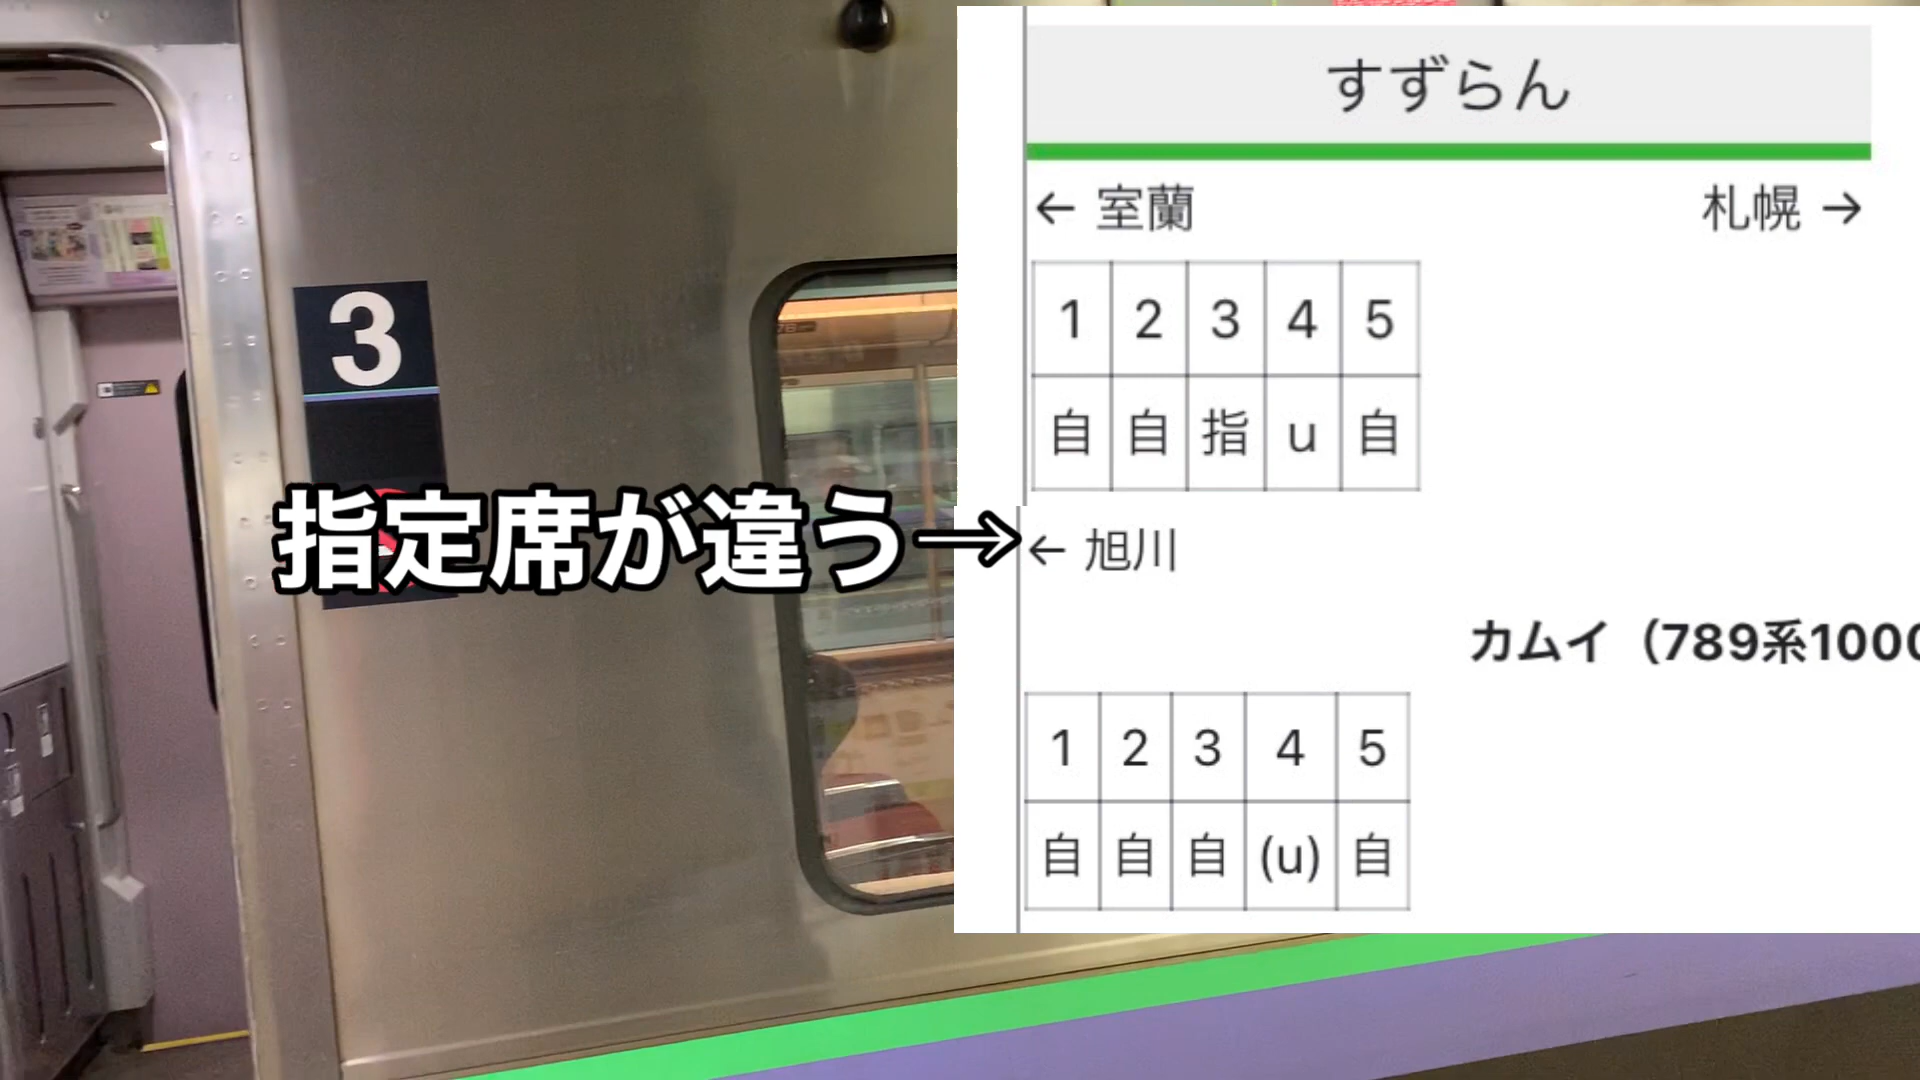 すずらん
← 室蘭 札幌 →
1 2 3 4 5
自 自 指 u 自
3
指定席が違う→
← 旭川
カムイ（789系1000
1 2 3 4 5
自 自 自 (u) 自